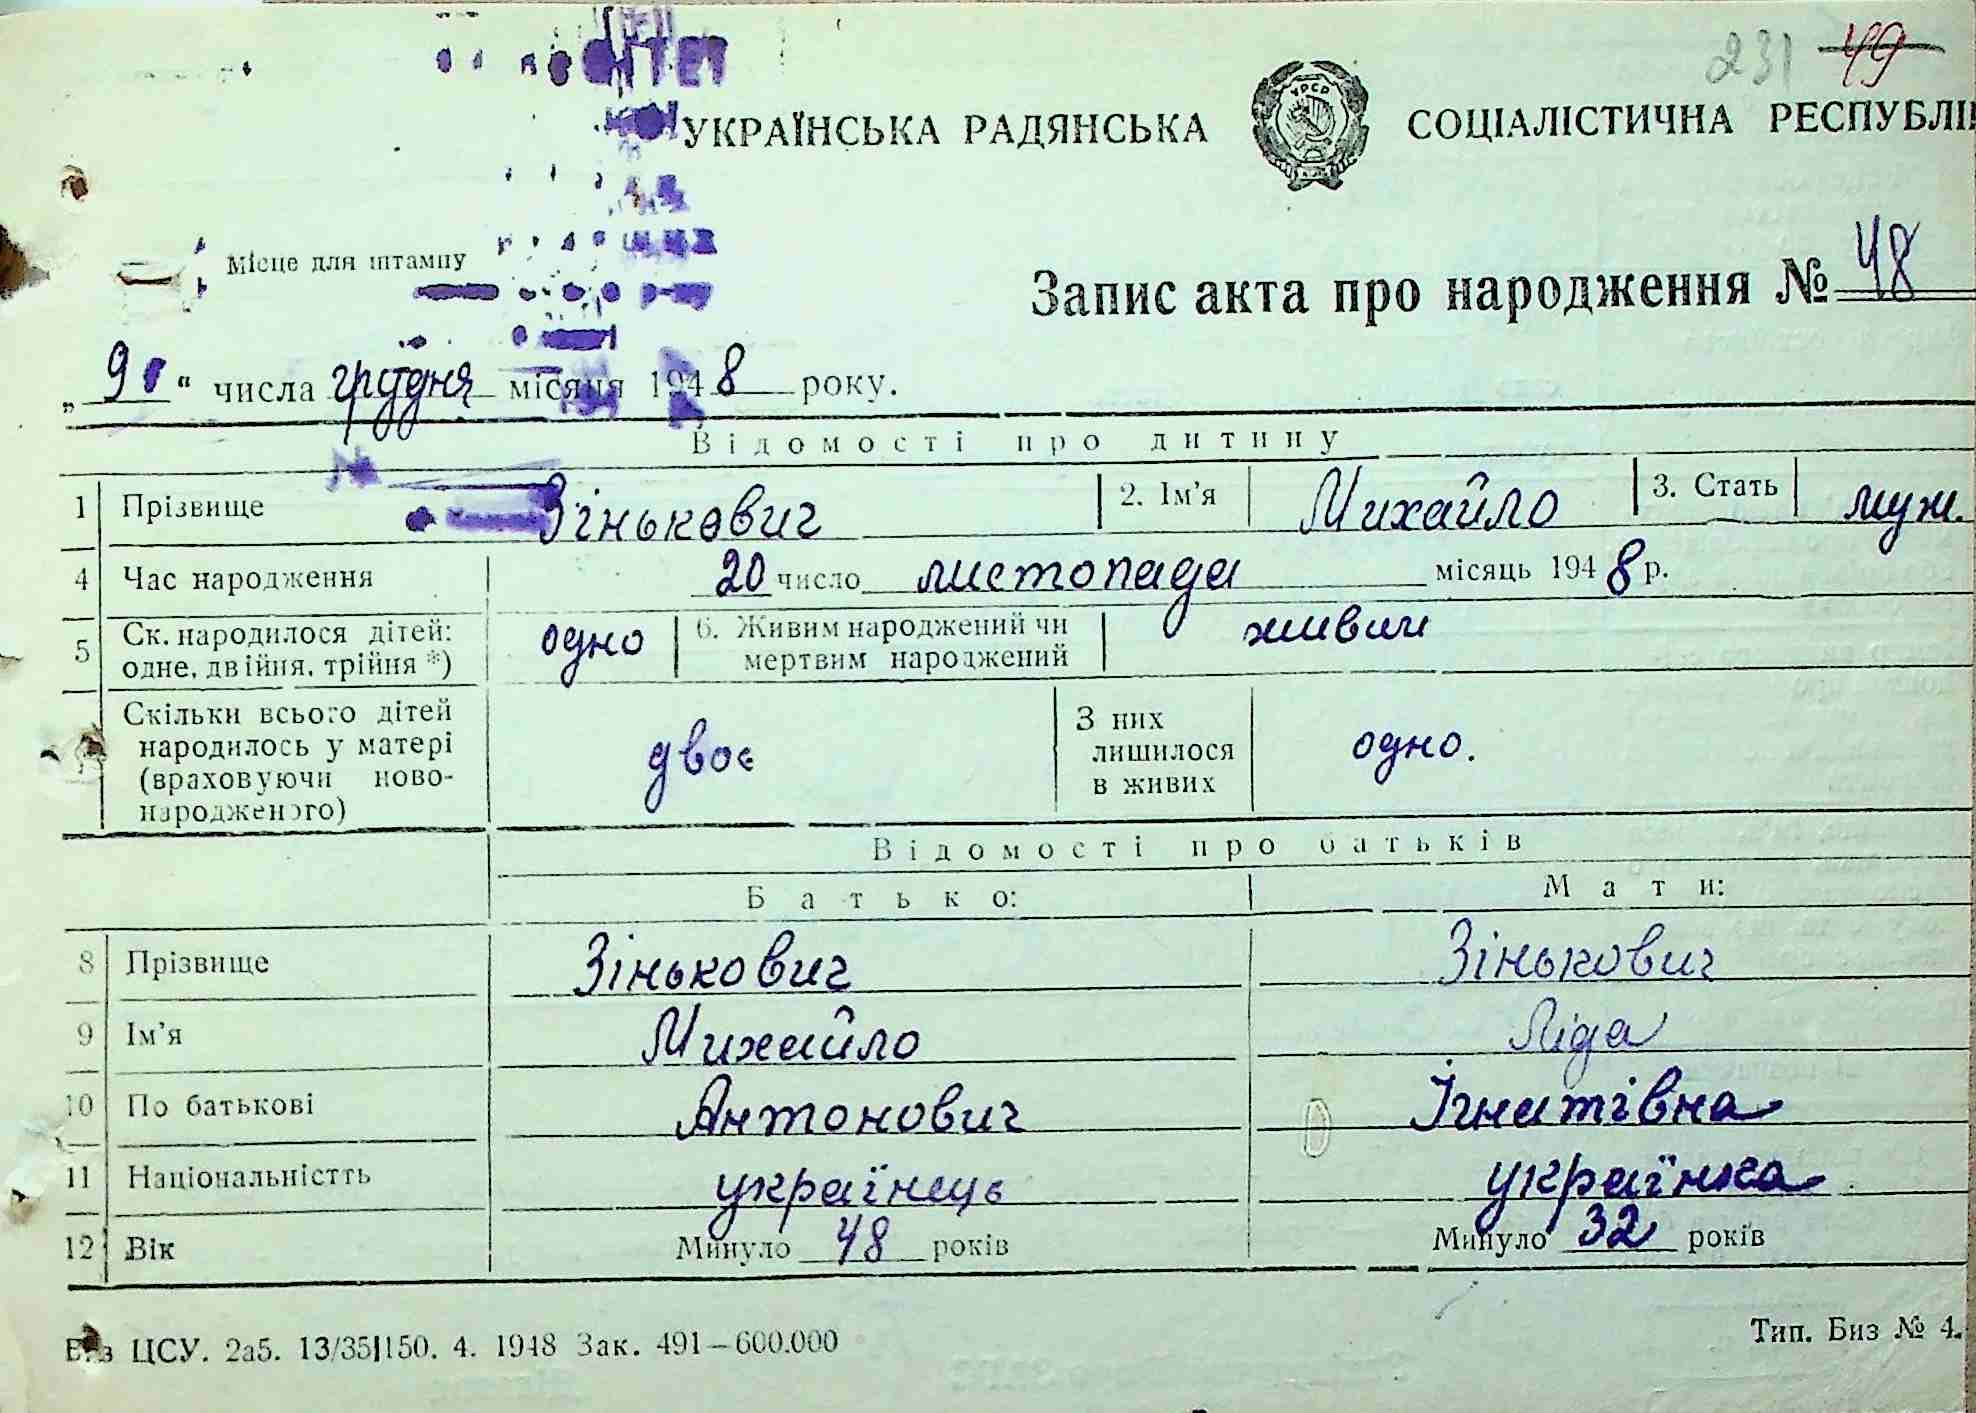 231 49
УКРАЇНСЬКА РАДЯНСЬКА УРСР СОЦІАЛІСТИЧНА РЕСПУБЛІ
Місце для штампу
Запис акта про народження № 48
„ 9 “ числа грудня місяця 1948 року.
Відомості про дитину
1 Прізвище Зінькович 2. Ім’я Михайло 3. Стать муж.
4 Час народження 20 число листопада місяць 1948 р.
5 Ск. народилося дітей: одне, двійня, трійня *) одно 6. Живим народжений чи мертвим народжений живим
Скільки всього дітей народилось у матері (враховуючи ново-народженого) двоє З них лишилося в живих одно.
Відомості про батьків
Батько: Мати:
8 Прізвище Зінькович Зінькович
9 Ім’я Михайло Ліда
10 По батькові Антонович Ігнатівна
11 Національністть українець українка
12 Вік Минуло 48 років Минуло 32 років
ЦСУ. 2а5. 13/35|150. 4. 1948 Зак. 491—600.000
Тип. Биз № 4.